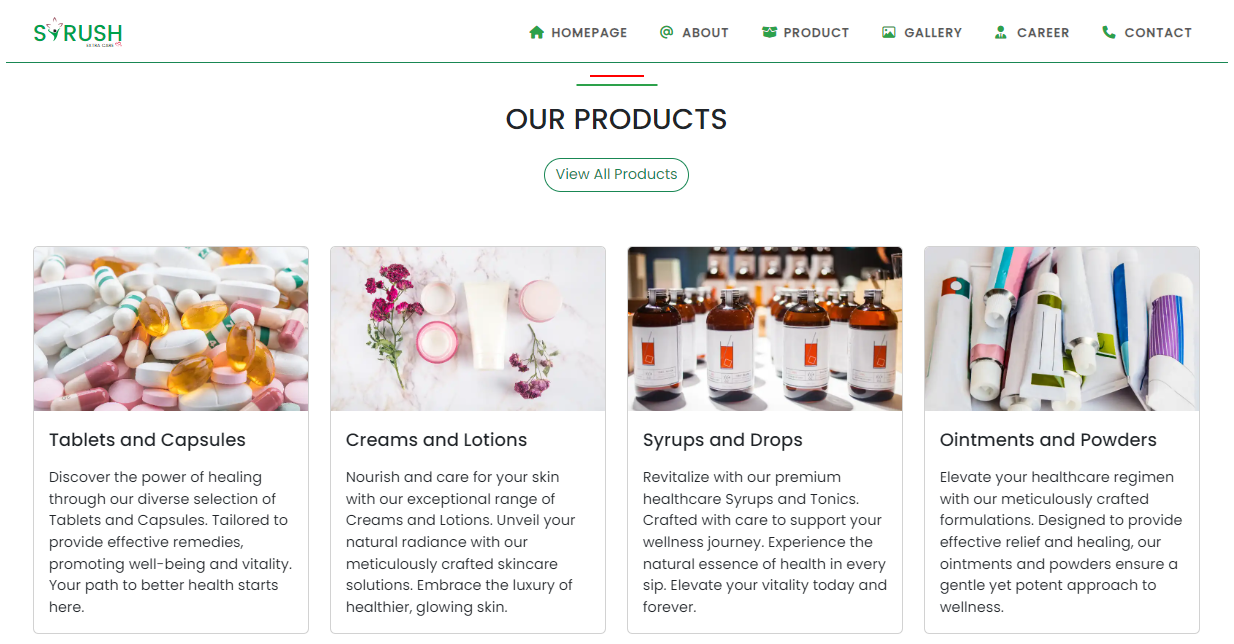 SYRUSH
EXTRA CARE
HOMEPAGE
ABOUT
PRODUCT
GALLERY
CAREER
CONTACT
OUR PRODUCTS
View All Products
Tablets and Capsules
Discover the power of healing
through our diverse selection of
Tablets and Capsules. Tailored to
provide effective remedies,
promoting well-being and vitality.
Your path to better health starts
here.
Creams and Lotions
Nourish and care for your skin
with our exceptional range of
Creams and Lotions. Unveil your
natural radiance with our
meticulously crafted skincare
solutions. Embrace the luxury of
healthier, glowing skin.
Syrups and Drops
Revitalize with our premium
healthcare Syrups and Tonics.
Crafted with care to support your
wellness journey. Experience the
natural essence of health in every
sip. Elevate your vitality today and
forever.
Ointments and Powders
Elevate your healthcare regimen
with our meticulously crafted
formulations. Designed to provide
effective relief and healing, our
ointments and powders ensure a
gentle yet potent approach to
wellness.